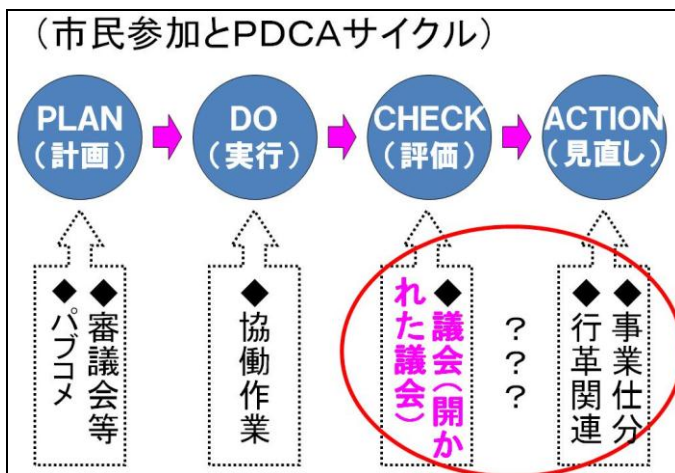 (市民参加とPDCAサイクル)
PLAN
(計画)
DO
(実行)
CHECK
(評価)
ACTION
(見直し)
◆審議会等
◆パブコメ
◆協働作業
◆議会(開か
れた議会)
???
◆事業仕分
◆行革関連